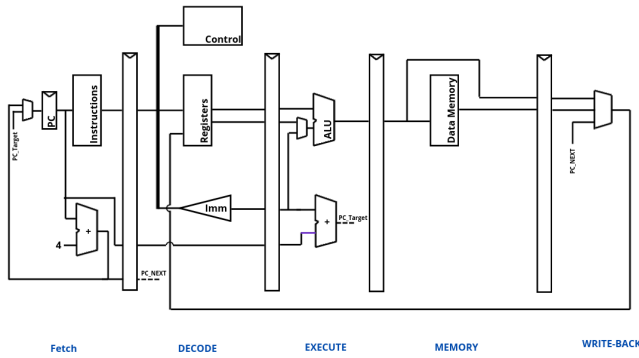 Control
PC_Target
PC
Instructions
Registers
ALU
Data Memory
PC_NEXT
Imm
+
PC_Target
+
4
PC_NEXT
Fetch
DECODE
EXECUTE
MEMORY
WRITE-BACK